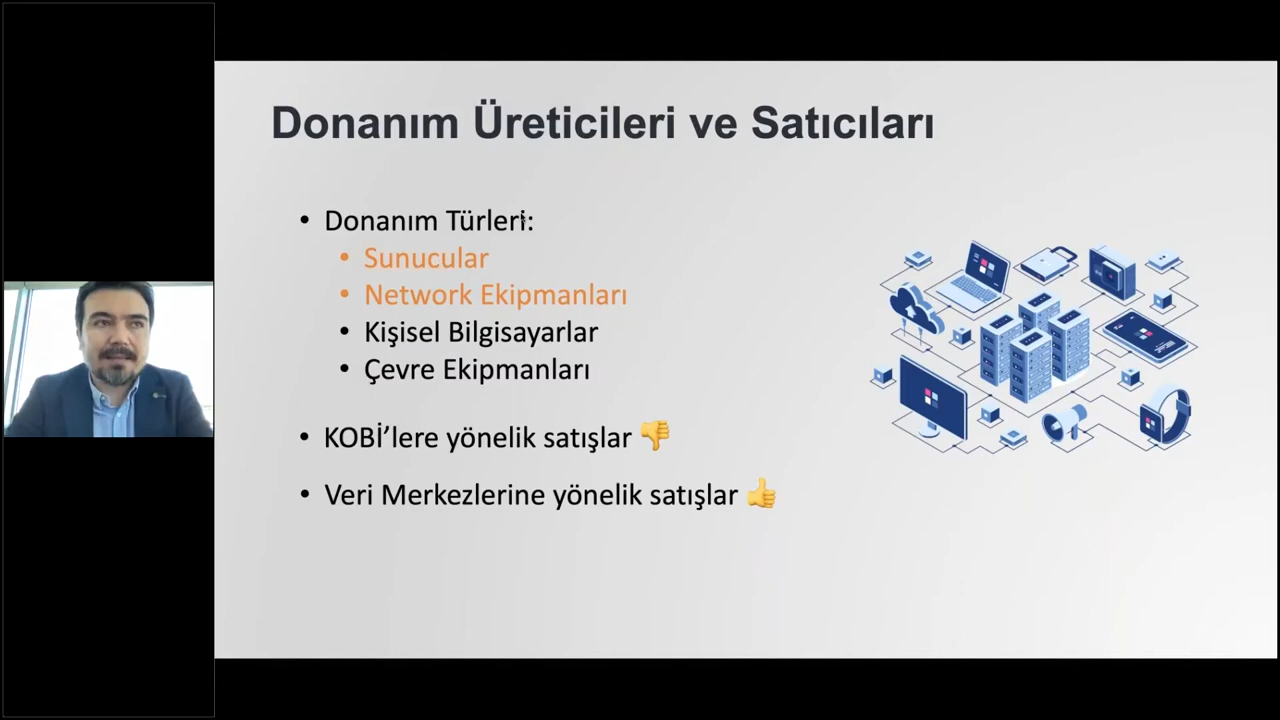 Donanım Üreticileri ve Satıcıları
• Donanım Türleri:
• Sunucular
• Network Ekipmanları
• Kişisel Bilgisayarlar
• Çevre Ekipmanları
• KOBİ’lere yönelik satışlar 👎
• Veri Merkezlerine yönelik satışlar 👍